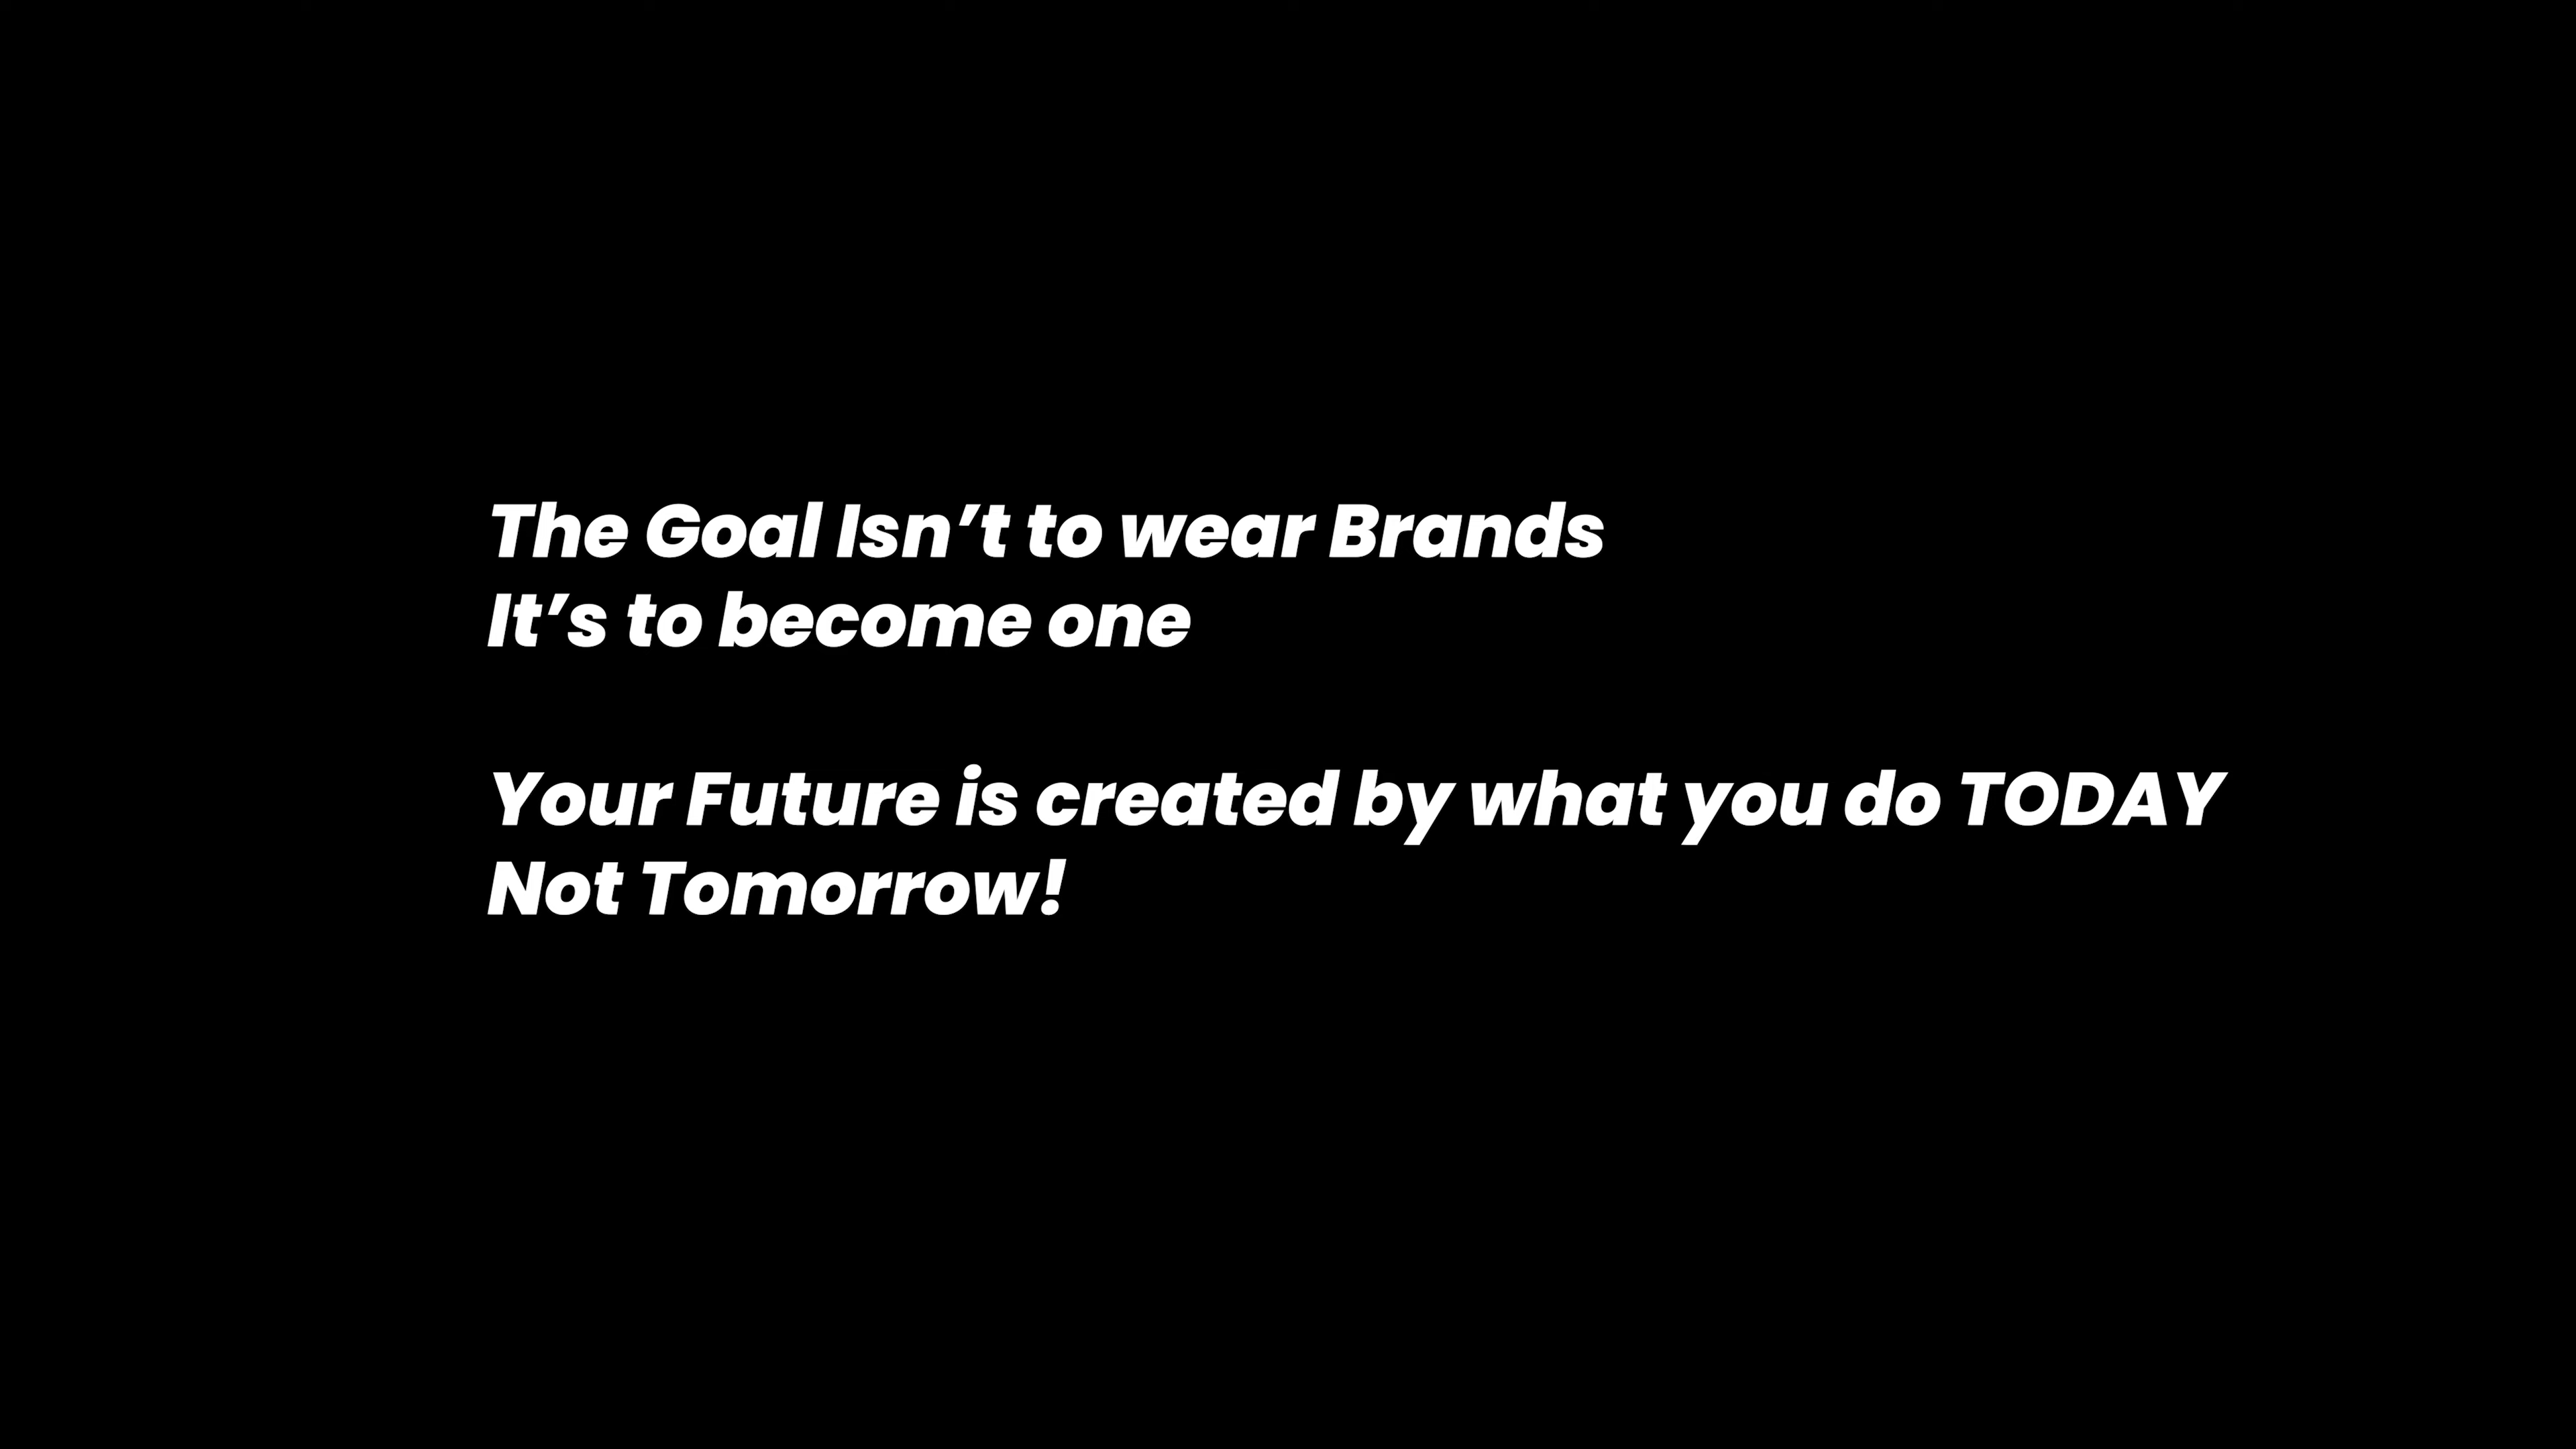 The Goal Isn’t to wear Brands
It’s to become one
Your Future is created by what you do TODAY
Not Tomorrow!